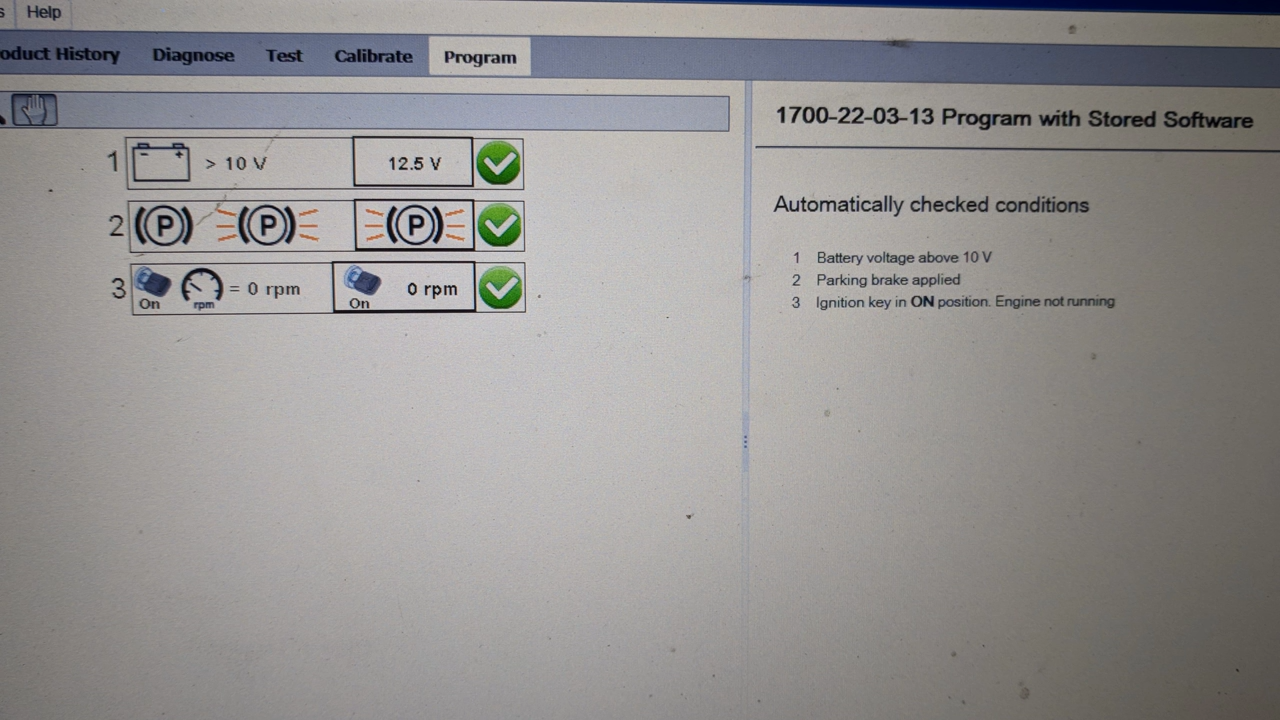 s Help
oduct History Diagnose Test Calibrate Program
1 - + > 10 V 12.5 V
2 (P) (P) (P)
3 On rpm = 0 rpm On 0 rpm
1700-22-03-13 Program with Stored Software
Automatically checked conditions
1 Battery voltage above 10 V
2 Parking brake applied
3 Ignition key in ON position. Engine not running